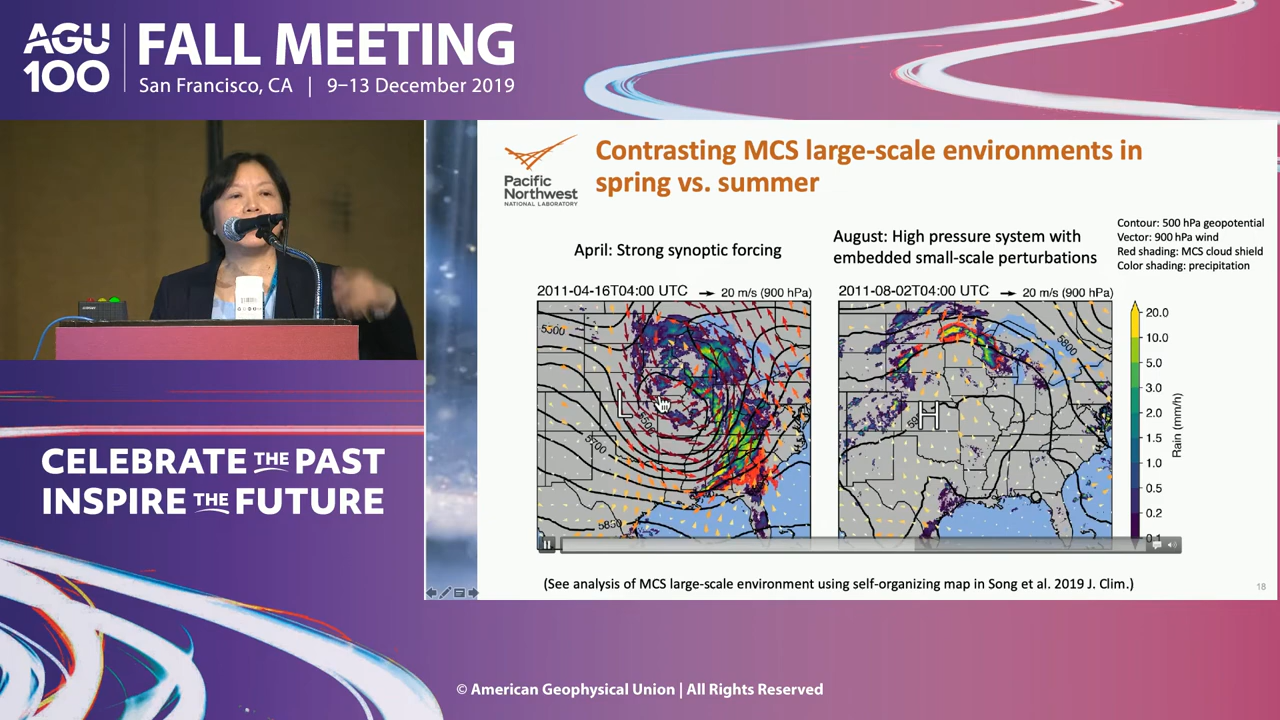 AGU
100
FALL MEETING
San Francisco, CA | 9–13 December 2019
Pacific
Northwest
NATIONAL LABORATORY
Contrasting MCS large-scale environments in
spring vs. summer
Contour: 500 hPa geopotential
Vector: 900 hPa wind
Red shading: MCS cloud shield
Color shading: precipitation
April: Strong synoptic forcing
August: High pressure system with
embedded small-scale perturbations
2011-04-16T04:00 UTC
20 m/s (900 hPa)
2011-08-02T04:00 UTC
20 m/s (900 hPa)
5500
L
5700
5800
H
5800
20.0
10.0
5.0
3.0
2.0
1.5
1.0
0.5
0.2
0.1
Rain (mm/h)
(See analysis of MCS large-scale environment using self-organizing map in Song et al. 2019 J. Clim.)
18
CELEBRATE THE PAST
INSPIRE THE FUTURE
© American Geophysical Union | All Rights Reserved